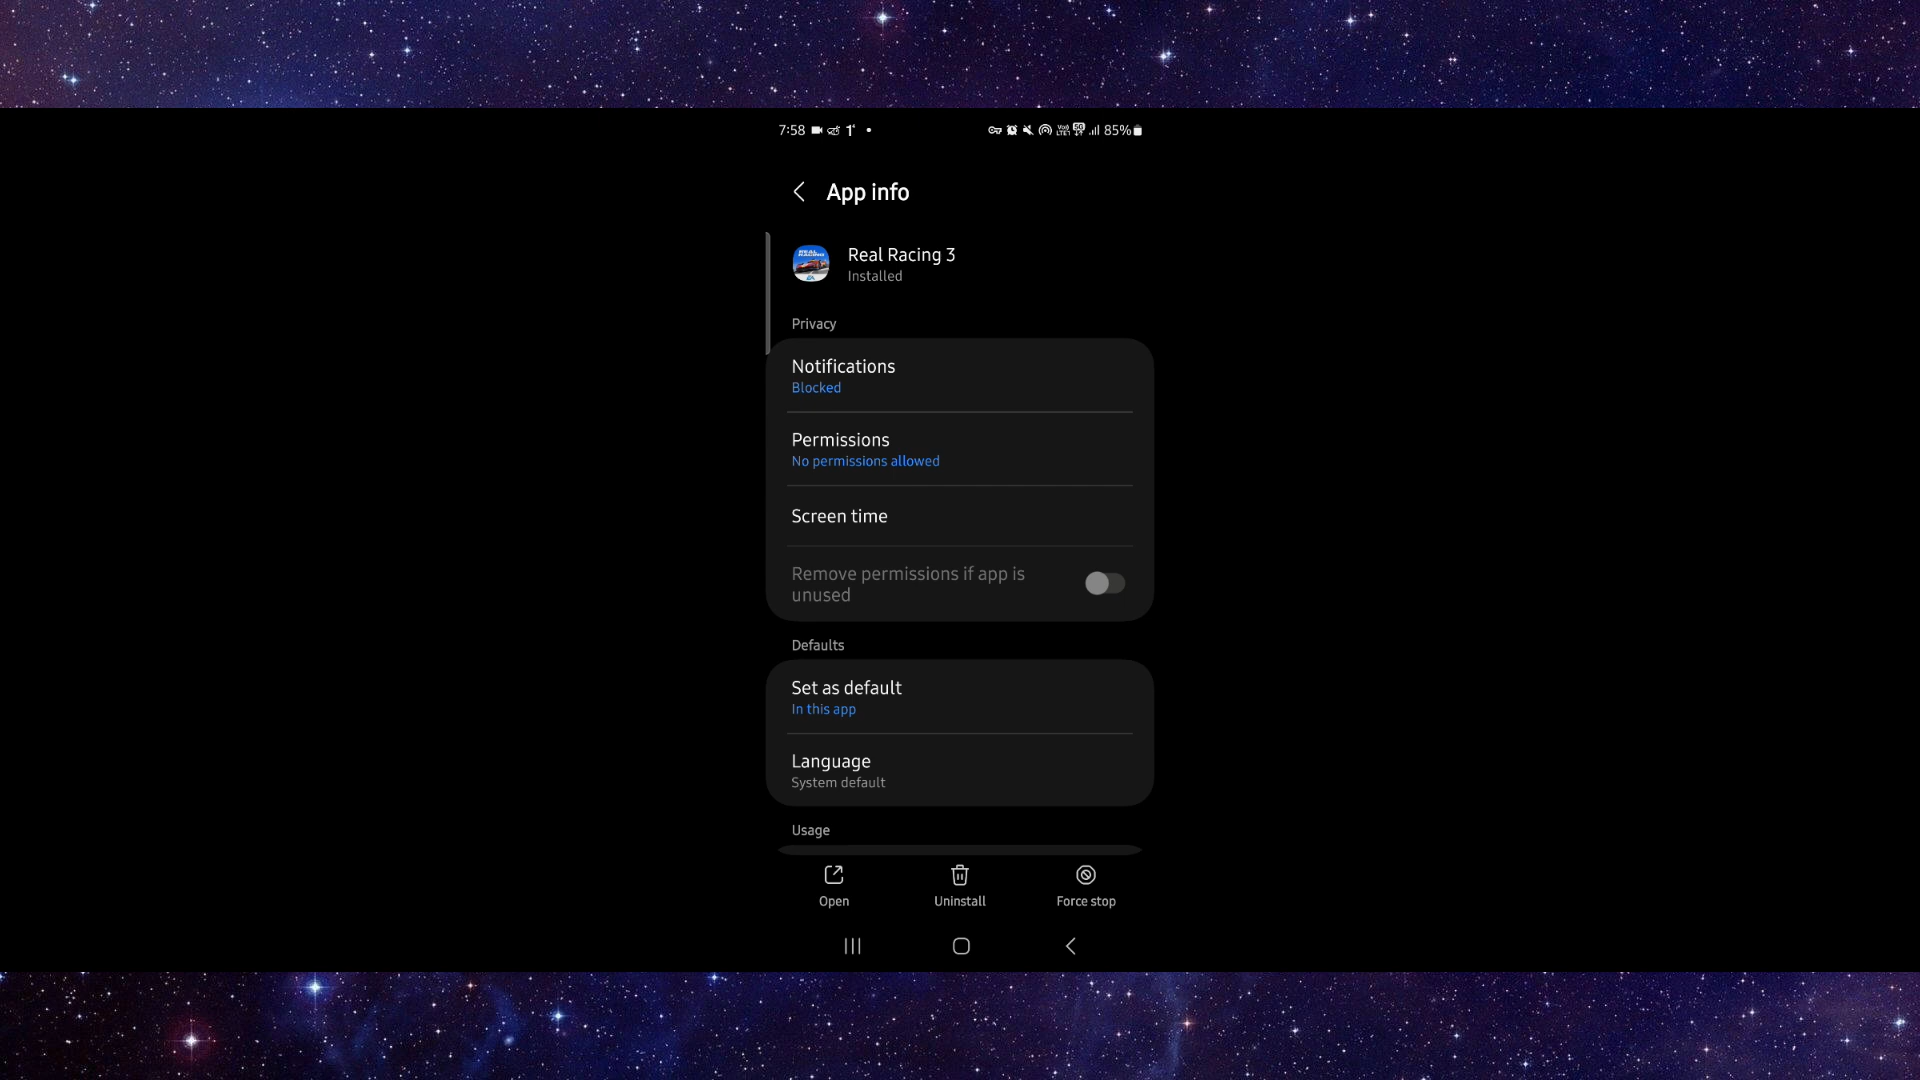 7:58 85%
App info
Real Racing 3
Installed
Privacy
Notifications
Blocked
Permissions
No permissions allowed
Screen time
Remove permissions if app is
unused
Defaults
Set as default
In this app
Language
System default
Usage
Open Uninstall Force stop